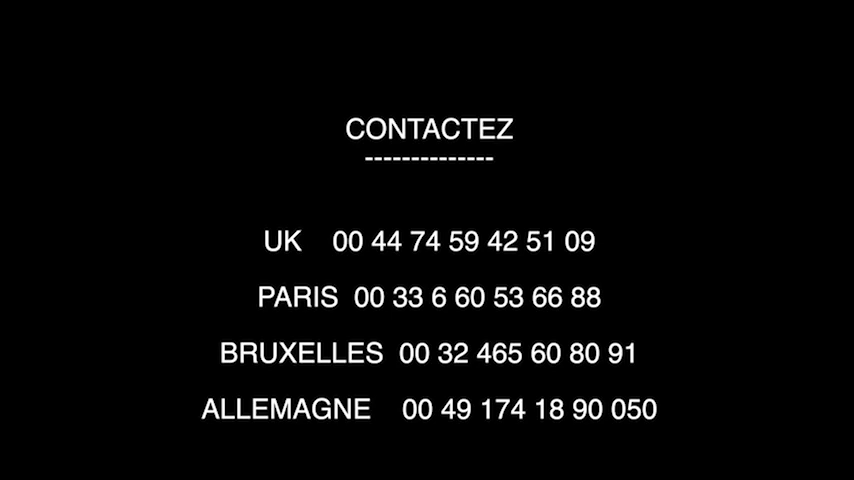 CONTACTEZ
--------------
UK 00 44 74 59 42 51 09
PARIS 00 33 6 60 53 66 88
BRUXELLES 00 32 465 60 80 91
ALLEMAGNE 00 49 174 18 90 050